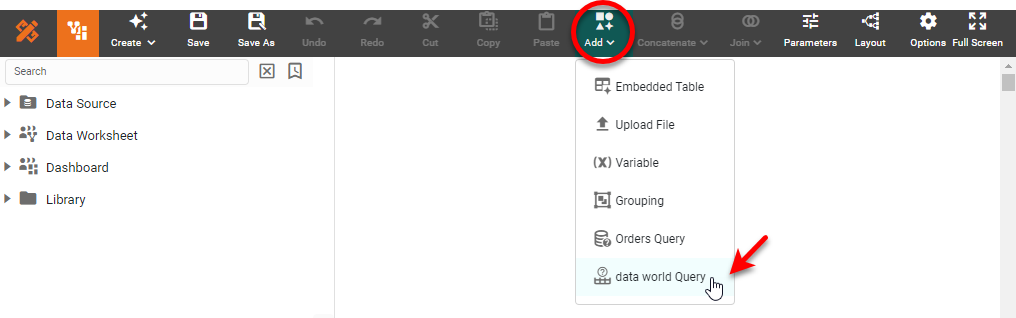 Create
Save
Save As
Undo
Redo
Cut
Copy
Paste
Add
Concatenate
Join
Parameters
Layout
Options
Full Screen
Search
Data Source
Data Worksheet
Dashboard
Library
Embedded Table
Upload File
(X) Variable
Grouping
Orders Query
data world Query